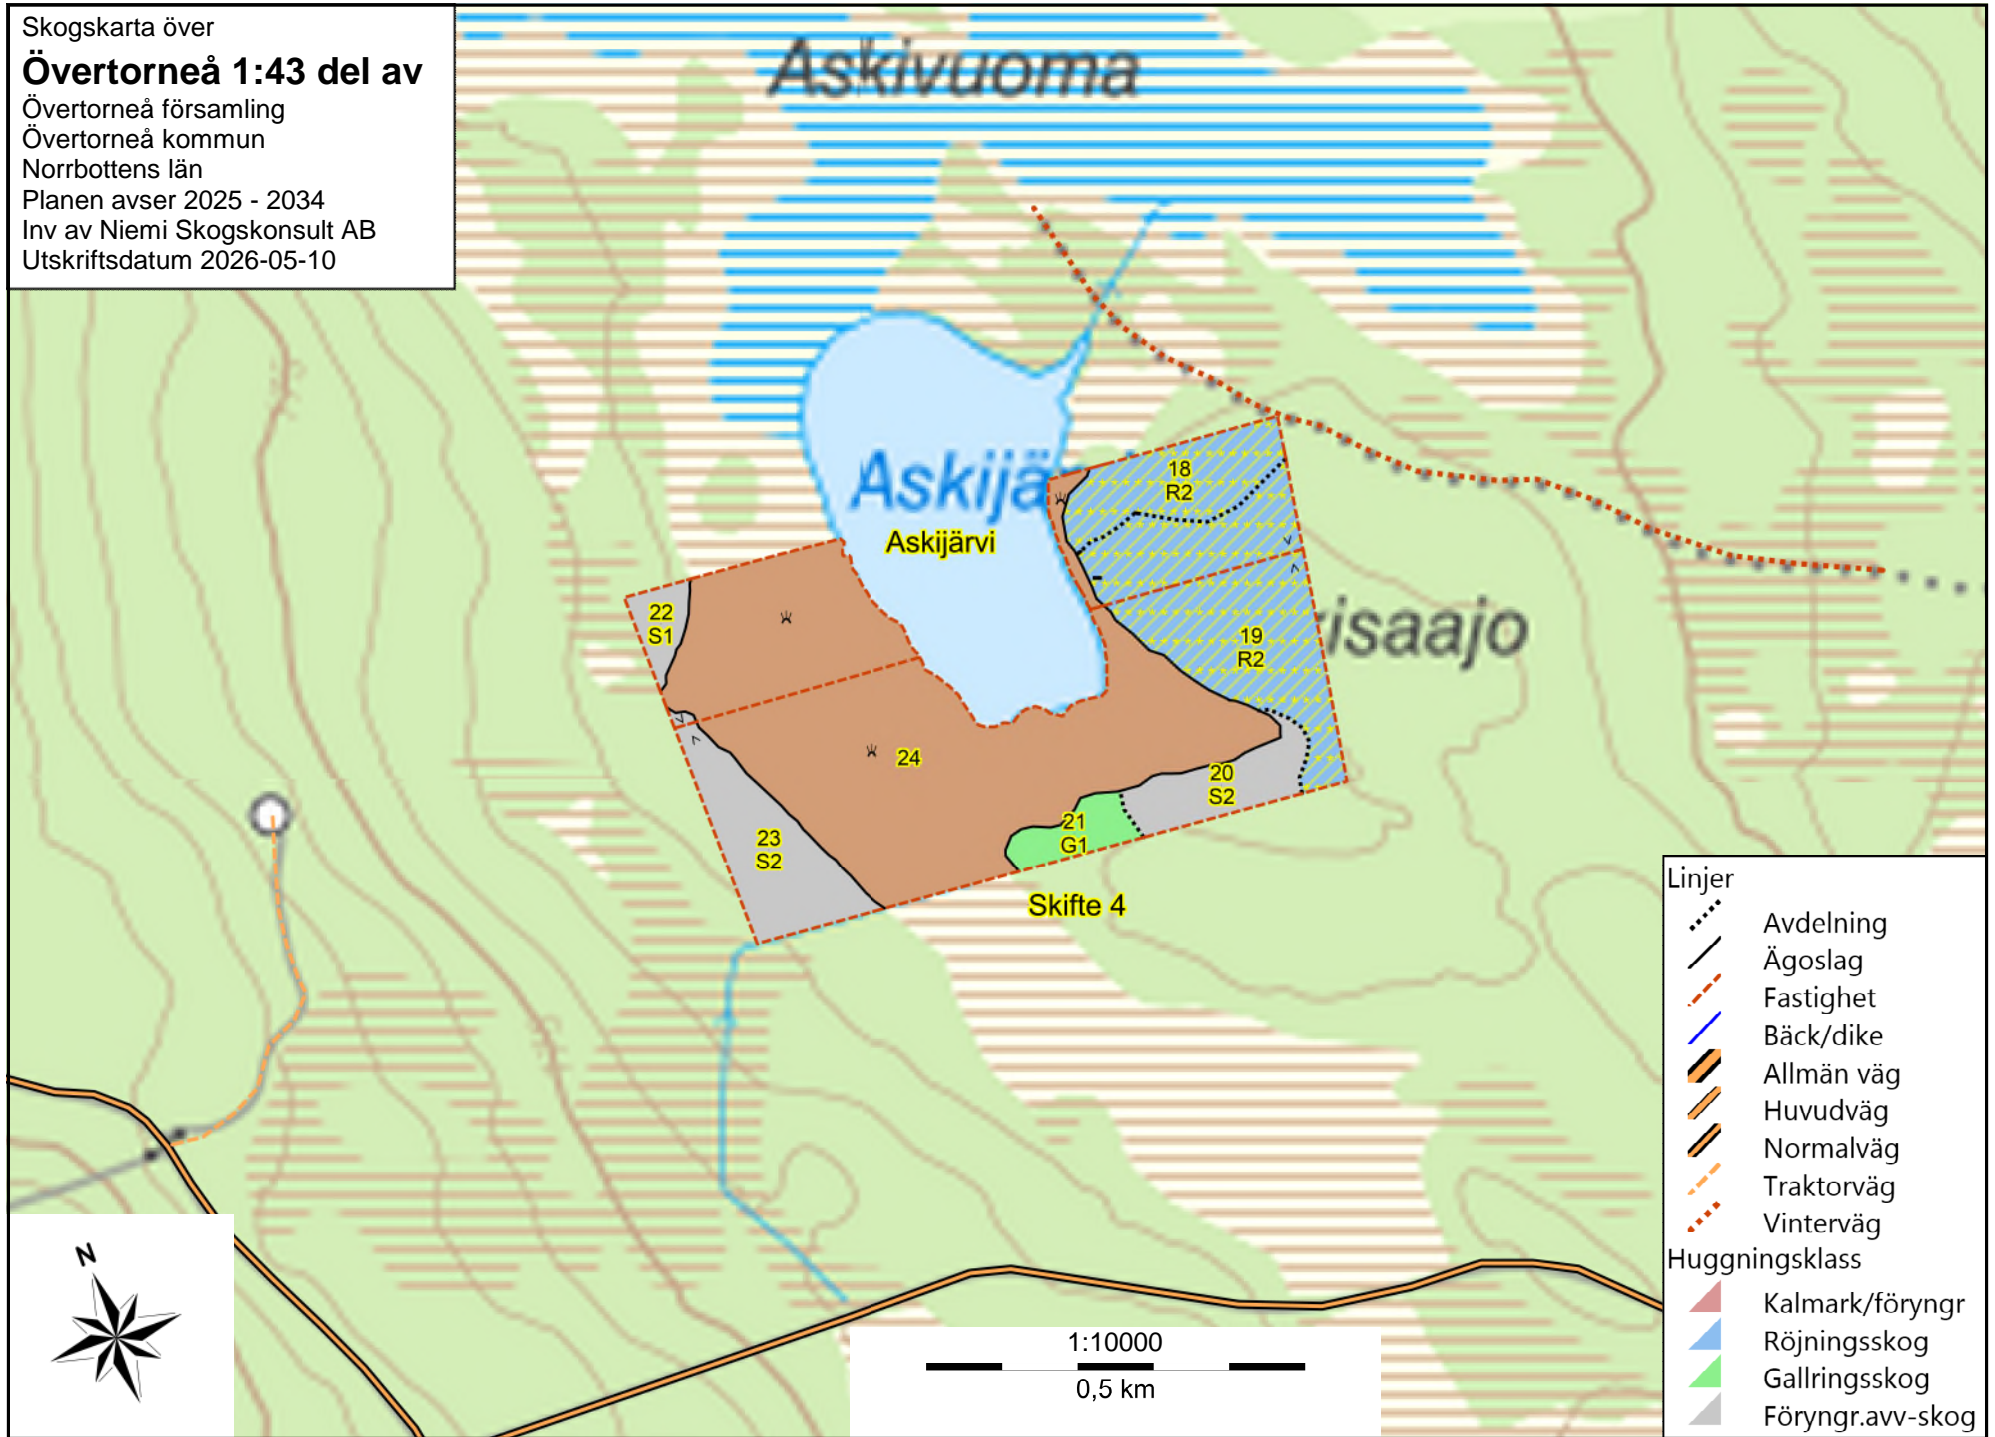 Skogskarta över
Övertorneå 1:43 del av
Övertorneå församling
Övertorneå kommun
Norrbottens län
Planen avser 2025 - 2034
Inv av Niemi Skogskonsult AB
Utskriftsdatum 2026-05-10
Askivuoma
Askijä
Askijärvi
18
R2
19
R2
risaajo
22
S1
24
20
S2
21
G1
23
S2
Skifte 4
N
1:10000
0,5 km
Linjer
Avdelning
Ägoslag
Fastighet
Bäck/dike
Allmän väg
Huvudväg
Normalväg
Traktorväg
Vinterväg
Huggningsklass
Kalmark/föryngr
Röjningsskog
Gallringsskog
Föryngr.avv-skog